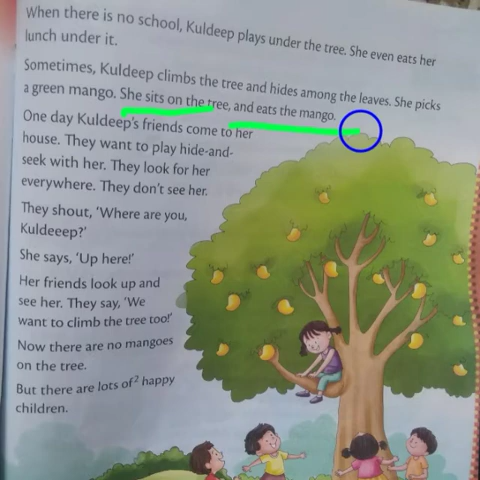 When there is no school, Kuldeep plays under the tree. She even eats her
lunch under it.
Sometimes, Kuldeep climbs the tree and hides among the leaves. She picks
a green mango. She sits on the tree, and eats the mango.
One day Kuldeep's friends come to her
house. They want to play hide-and-
seek with her. They look for her
everywhere. They don't see her.
They shout, 'Where are you,
Kuldeeep?'
She says, 'Up here!'
Her friends look up and
see her. They say, 'We
want to climb the tree too!'
Now there are no mangoes
on the tree.
But there are lots of² happy
children.